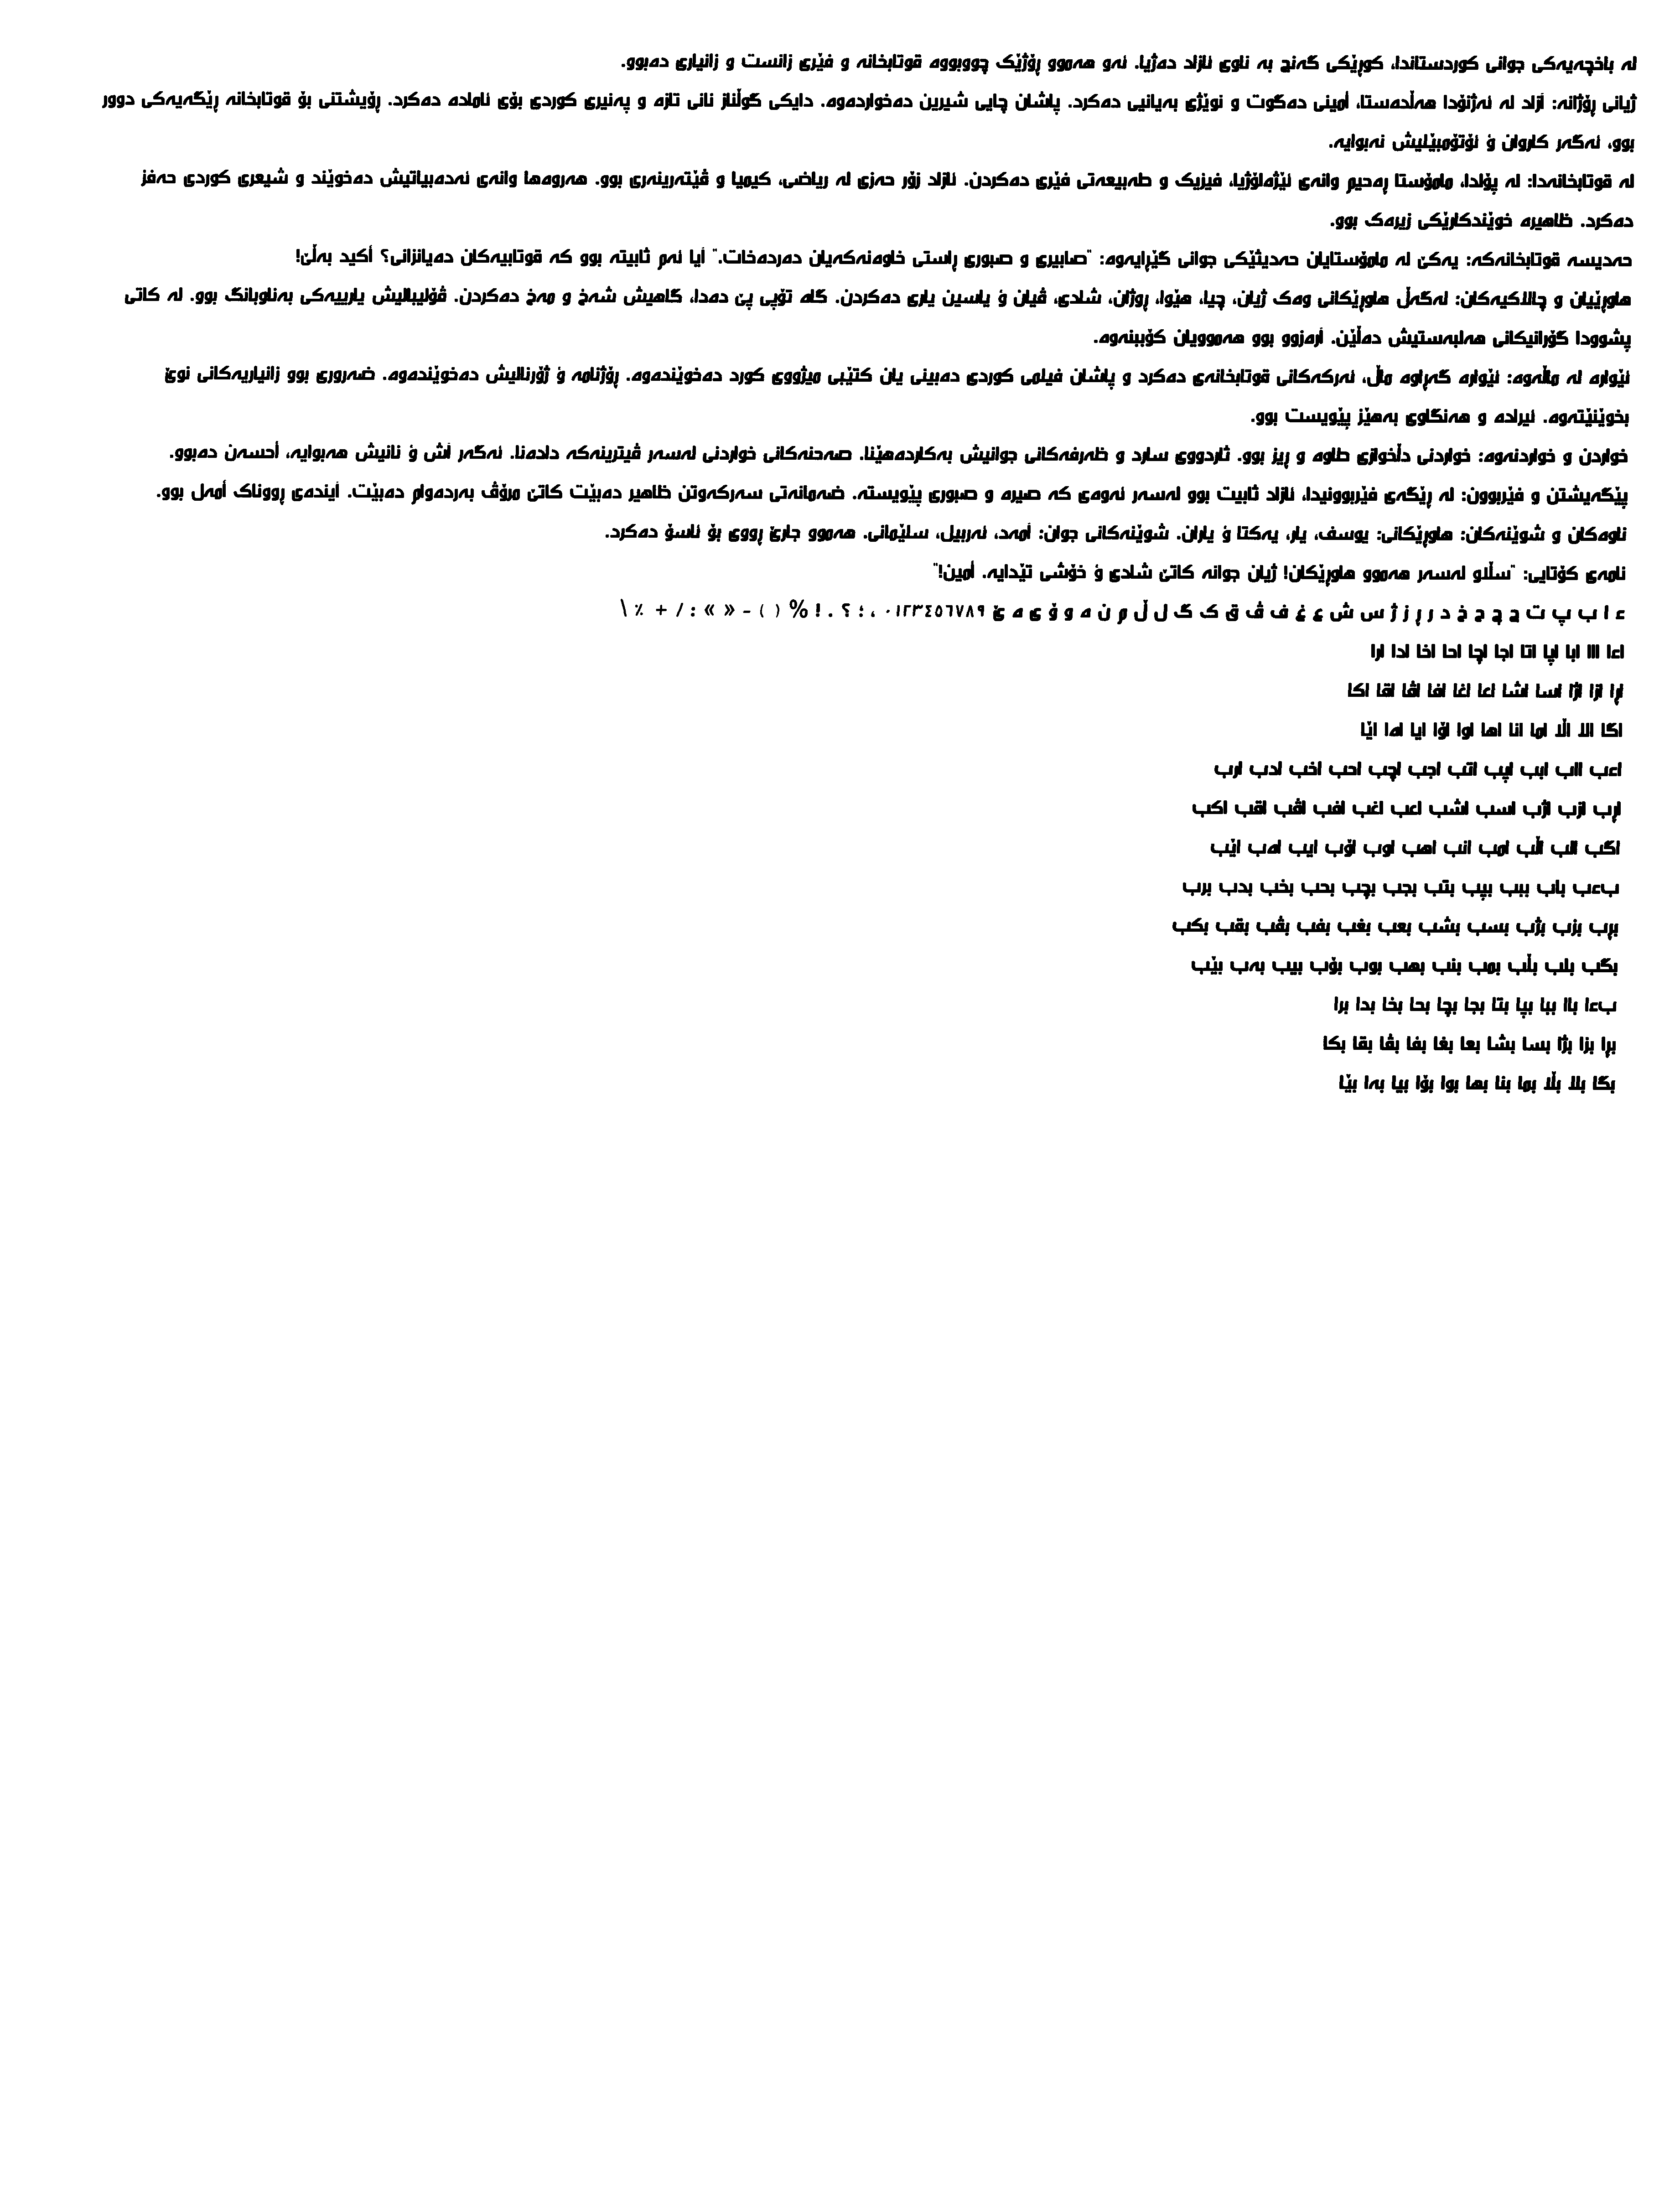 لە باخچەیەکی جوانی کوردستاندا، کوڕێکی گەنج بە ناوی ئازاد دەژیا. ئەو هەموو ڕۆژێک چووبووە قوتابخانە و فێری زانست و زانیاری دەبوو.
ژیانی ڕۆژانە: أزاد لە ئەژنۆدا هەڵدەستا، أمینی دەگوت و نوێژی بەیانیی دەکرد. پاشان چایی شیرین دەخواردەوە. دایکی گوڵناز نانی تازە و پەنیری کوردی بۆی ئامادە دەکرد. ڕۆیشتنی بۆ قوتابخانە ڕێگەیەکی دوور
بوو، ئەگەر کاروان ۋ ئۆتۆمبێلیش نەبوایە.
لە قوتابخانەدا: لە پۆلدا، مامۆستا ڕەحیم وانەی ئێژەلۆژیا، فیزیک و طەبیعەتی فێری دەکردن. ئازاد زۆر حەزی لە ریاضی، کیمیا و ڤێتەرینەری بوو. هەروەها وانەی ئەدەبیاتیش دەخوێند و شیعری کوردی حەفز
دەکرد. ظاهیرە خوێندکارێکی زیرەک بوو.
حەدیسە قوتابخانەکە: یەکێ لە مامۆستایان حەدیثێکی جوانی گێڕایەوە: "صابیری و صبوری ڕاستی خاوەنەکەیان دەردەخات." أیا ئەم ثابیتە بوو کە قوتابیەکان دەیانزانی؟ أکید بەڵێ!
هاوڕێیان و چالاکیەکان: لەگەڵ هاوڕێکانی وەک ژیان، چیا، هێوا، ڕوژان، شادی، ڤیان ۋ یاسین یاری دەکردن. گاە تۆپی پێ دەدا، گاهیش شەخ و مەخ دەکردن. ڤۆلیبالیش یارییەکی بەناوبانگ بوو. لە کاتی
پشوودا گۆرانیکانی هەلبەستیش دەڵێن. أرەزوو بوو هەموویان کۆببنەوە.
ئێوارە لە ماڵەوە: ئێوارە گەڕاوە ماڵ، ئەرکەکانی قوتابخانەی دەکرد و پاشان فیلمی کوردی دەبینی یان کتێبی میژووی کورد دەخوێندەوە. ڕۆژنامە ۋ ژۆرنالیش دەخوێندەوە. ضەروری بوو زانیاریەکانی نوێ
بخوێنێتەوە. ئیرادە و هەنگاوی بەهێز پێویست بوو.
خواردن و خواردنەوە: خواردنی دڵخوازی طاوە و ڕیز بوو. ثاردووی سارد و ظەرفەکانی جوانیش بەکاردەهێنا. صەحنەکانی خواردنی لەسەر ڤیترینەکە دادەنا. ئەگەر أش ۋ نانیش هەبوایە، أحسەن دەبوو.
پێگەیشتن و فێربوون: لە ڕێگەی فێربوونیدا، ئازاد ثابیت بوو لەسەر ئەوەی کە صیرە و صبوری پێویستە. ضەمانەتی سەرکەوتن ظاهیر دەبێت کاتێ مرۆڤ بەردەوام دەبێت. أیندەی ڕووناک أمەل بوو.
ناوەکان و شوێنەکان: هاوڕێکانی: یوسف، یار، یەکتا ۋ یاران. شوێنەکانی جوان: أمەد، ئەربیل، سلێمانی. هەموو جارێ ڕووی بۆ ئاسۆ دەکرد.
نامەی کۆتایی: "سڵاو لەسەر هەموو هاوڕێکان! ژیان جوانە کاتێ شادی ۋ خۆشی تێدایە. أمین!"
ء ا ب پ ت ج چ ح خ د ر ڕ ز ژ س ش ع غ ف ڤ ق ک گ ل ڵ م ن ه و ۆ ی ە ێ ٠١٢٣٤٥٦٧٨٩ ، ؛ ؟ . ! % ( ) - « » : / + ٪ \
اءا ااا ابا اپا اتا اجا اچا احا اخا ادا ارا
اڕا ازا اژا اسا اشا اعا اغا افا اڤا اقا اکا
اگا الا اڵا اما انا اها اوا اۆا ایا اەا اێا
اءب ااب ابب اپب اتب اجب اچب احب اخب ادب ارب
اڕب ازب اژب اسب اشب اعب اغب افب اڤب اقب اکب
اگب الب اڵب امب انب اهب اوب اۆب ایب اەب اێب
بءب باب ببب بپب بتب بجب بچب بحب بخب بدب برب
بڕب بزب بژب بسب بشب بعب بغب بفب بڤب بقب بکب
بگب بلب بڵب بمب بنب بهب بوب بۆب بیب بەب بێب
بءا باا ببا بپا بتا بجا بچا بحا بخا بدا برا
بڕا بزا بژا بسا بشا بعا بغا بفا بڤا بقا بکا
بگا بلا بڵا بما بنا بها بوا بۆا بیا بەا بێا